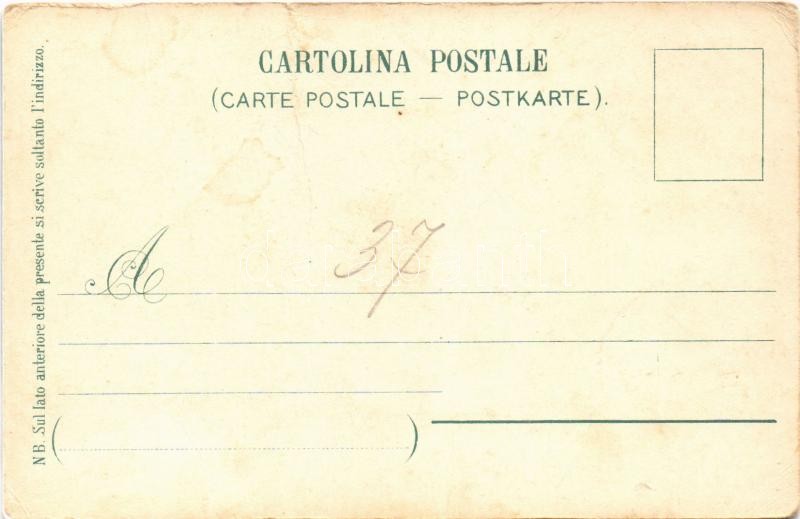 CARTOLINA POSTALE
(CARTE POSTALE — POSTKARTE).
NB. Sul lato anteriore della presente si scrive soltanto l'indirizzo.
A
37
(
)